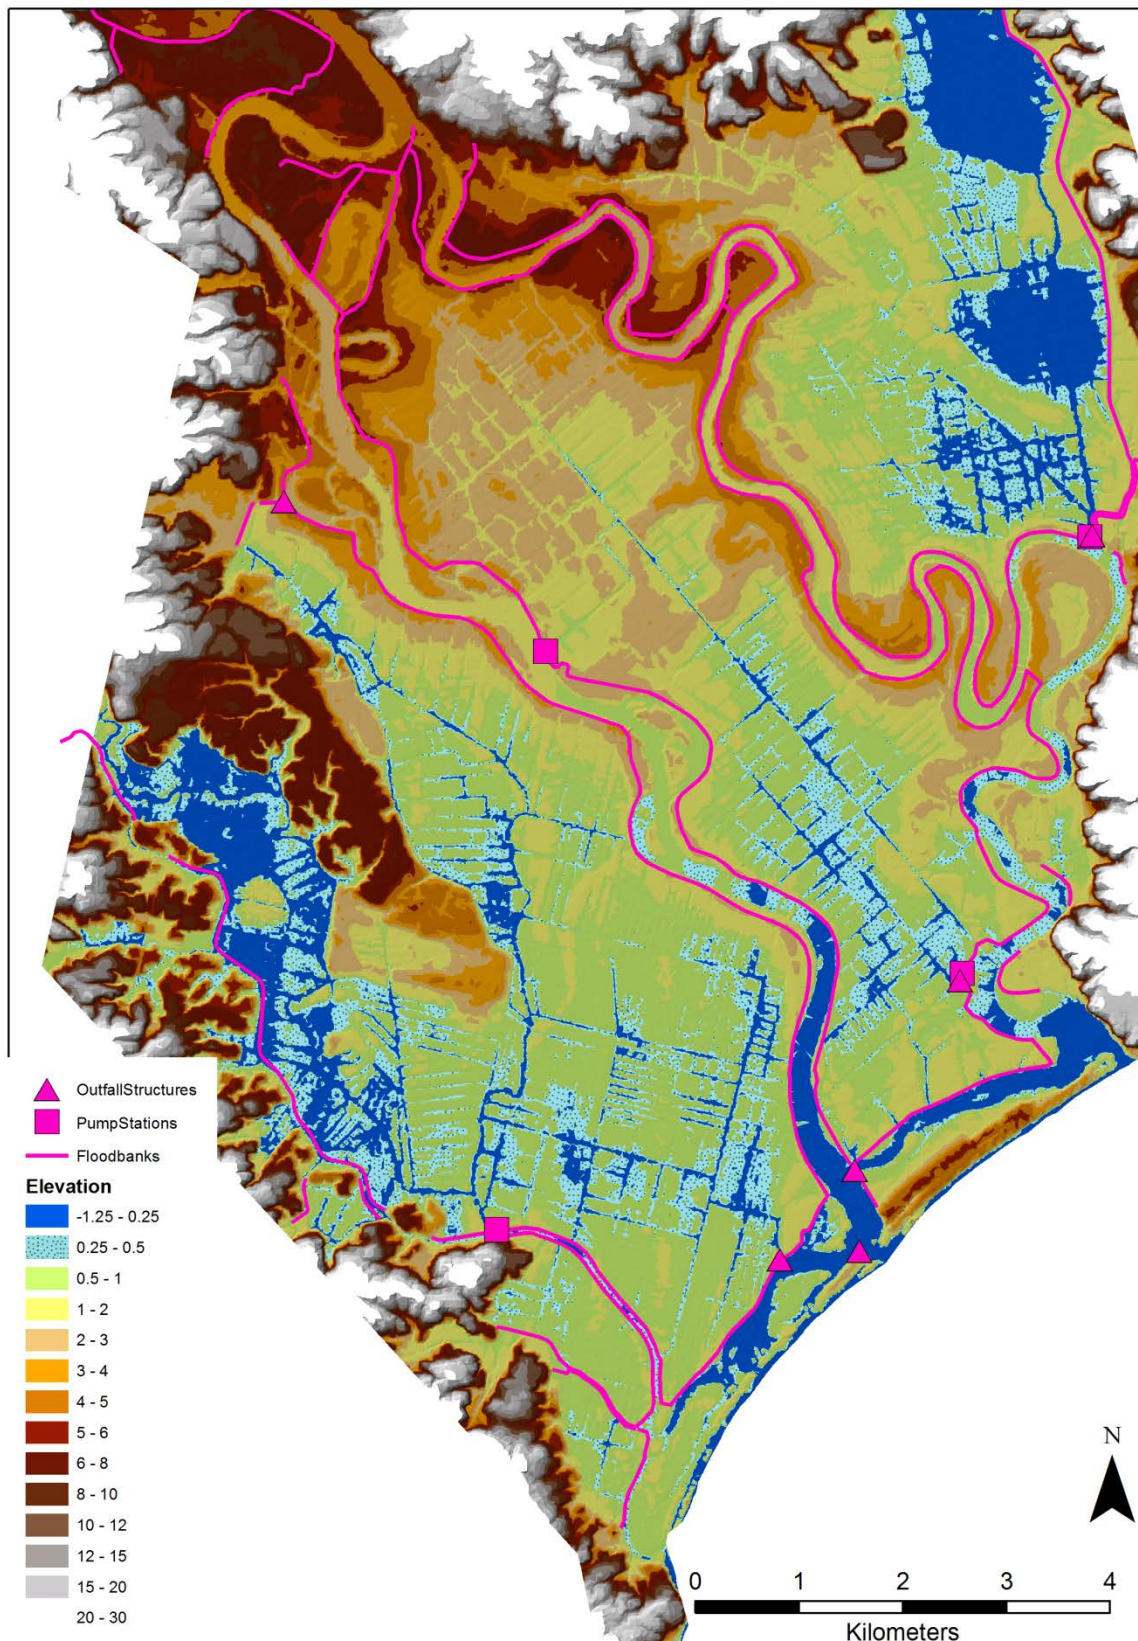 OutfallStructures
PumpStations
Floodbanks
Elevation
-1.25 - 0.25
0.25 - 0.5
0.5 - 1
1 - 2
2 - 3
3 - 4
4 - 5
5 - 6
6 - 8
8 - 10
10 - 12
12 - 15
15 - 20
20 - 30
N
0 1 2 3 4
Kilometers